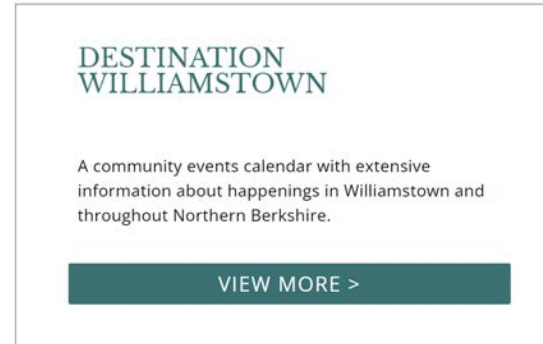 DESTINATION
WILLIAMSTOWN
A community events calendar with extensive
information about happenings in Williamstown and
throughout Northern Berkshire.
VIEW MORE >